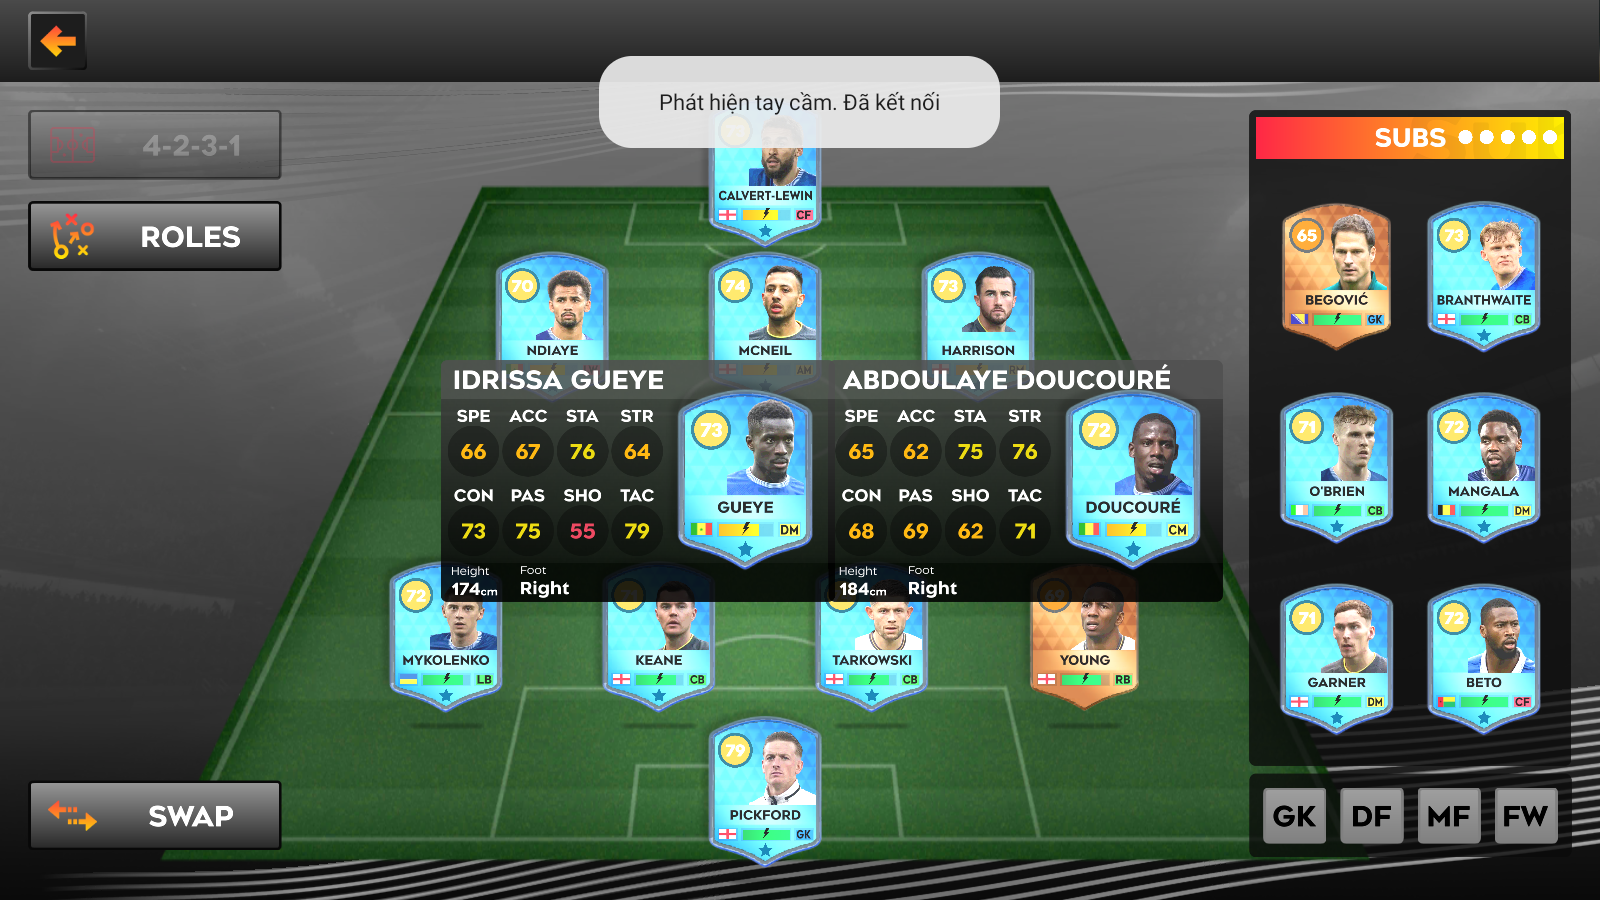 Phát hiện tay cầm. Đã kết nối
4-2-3-1
ROLES
SWAP
CALVERT-LEWIN
CF
70
NDIAYE
74
MCNEIL
AM
73
HARRISON
IDRISSA GUEYE
SPE ACC STA STR
66 67 76 64
CON PAS SHO TAC
73 75 55 79
Height Foot
174cm Right
73
GUEYE
DM
ABDOULAYE DOUCOURÉ
SPE ACC STA STR
65 62 75 76
CON PAS SHO TAC
68 69 62 71
Height Foot
184cm Right
72
DOUCOURÉ
CM
72
MYKOLENKO
LB
71
KEANE
CB
72
TARKOWSKI
CB
69
YOUNG
RB
79
PICKFORD
GK
SUBS
65
BEGOVIĆ
GK
73
BRANTHWAITE
CB
71
O'BRIEN
CB
72
MANGALA
DM
71
GARNER
DM
72
BETO
CF
GK DF MF FW